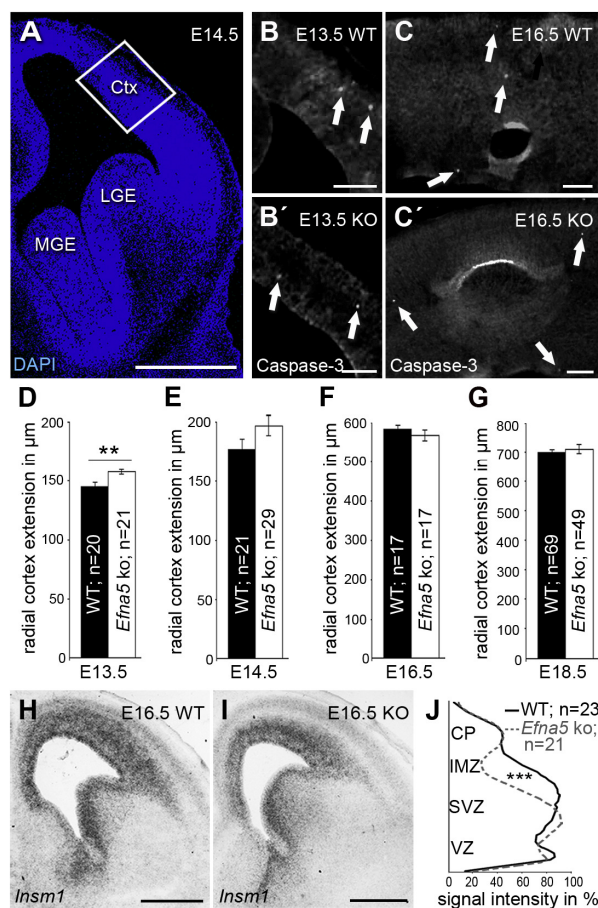 A
E14.5
Ctx
LGE
MGE
DAPI
B
E13.5 WT
C
E16.5 WT
B´
E13.5 KO
Caspase-3
C´
E16.5 KO
Caspase-3
D
radial cortex extension in µm
200
150
100
50
0
**
WT; n=20
Efna5 ko; n=21
E13.5
E
radial cortex extension in µm
200
150
100
50
0
WT; n=21
Efna5 ko; n=29
E14.5
F
radial cortex extension in µm
600
500
400
300
200
100
0
WT; n=17
Efna5 ko; n=17
E16.5
G
radial cortex extension in µm
800
700
600
500
400
300
200
100
0
WT; n=69
Efna5 ko; n=49
E18.5
H
E16.5 WT
Insm1
I
E16.5 KO
Insm1
J
WT; n=23
Efna5 ko;
n=21
CP
IMZ
***
SVZ
VZ
0 20 40 60 80 100
signal intensity in %